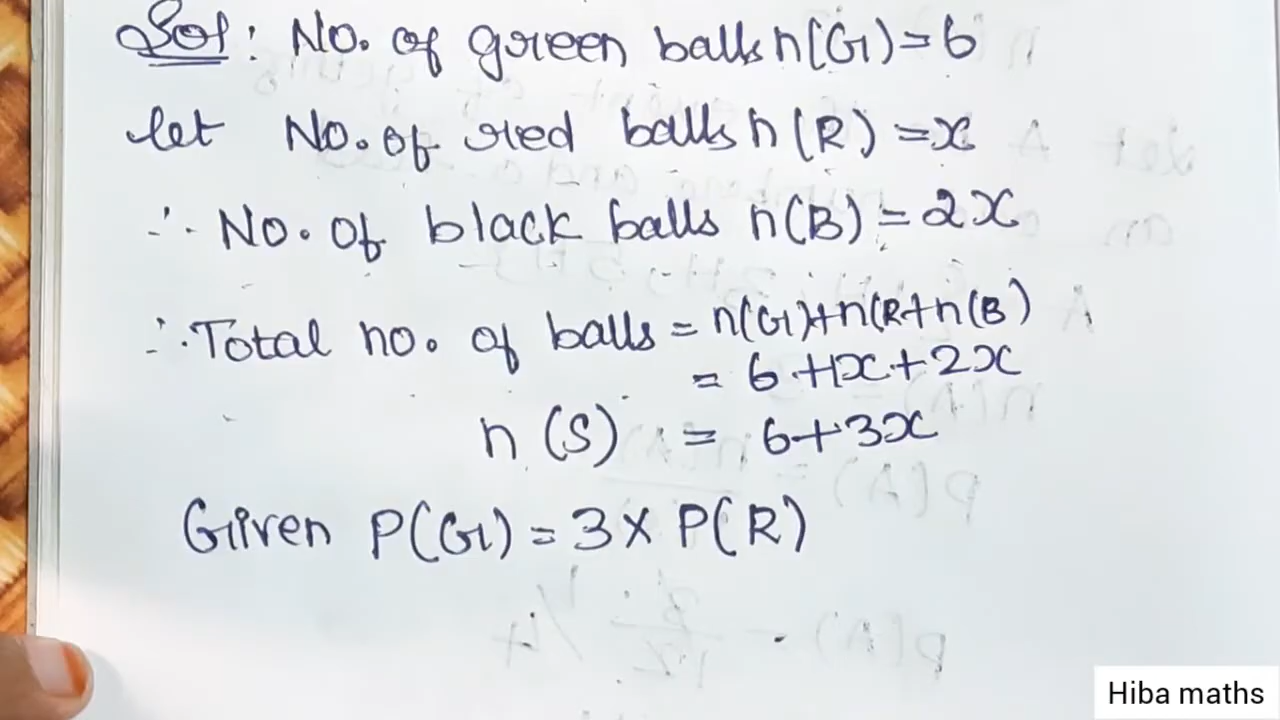 Sol: No. of green balls n(G)=6
let No. of red balls n(R)=x
∴ No. of black balls n(B)=2x
∴ Total no. of balls = n(G)+n(R+n(B)
= 6+x+2x
n(S) = 6+3x
Given P(G)=3×P(R)
Hiba maths